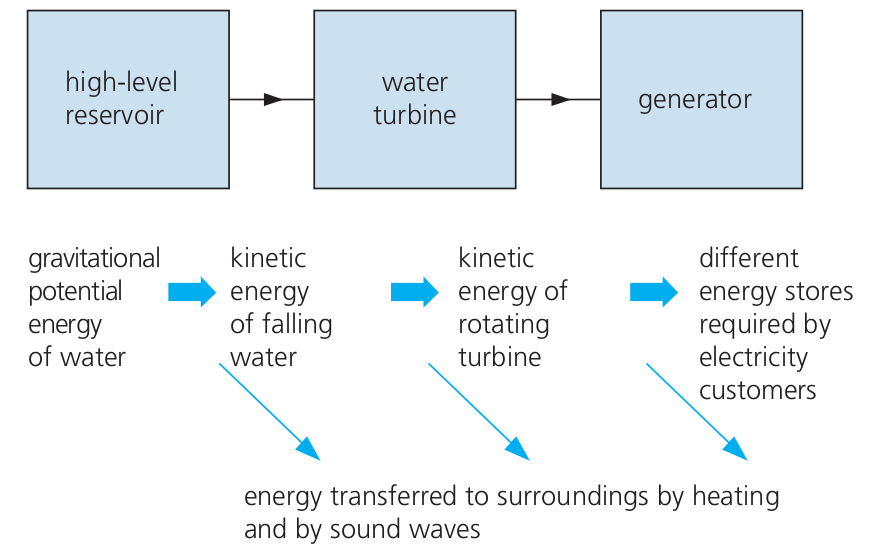 high-level
reservoir
water
turbine
generator
gravitational
potential
energy
of water
kinetic
energy
of falling
water
kinetic
energy of
rotating
turbine
different
energy stores
required by
electricity
customers
energy transferred to surroundings by heating
and by sound waves